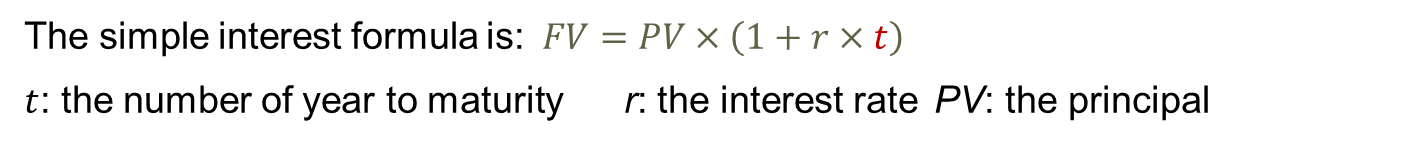 The simple interest formula is: FV = PV × (1 + r × t)
t: the number of year to maturity r: the interest rate PV: the principal